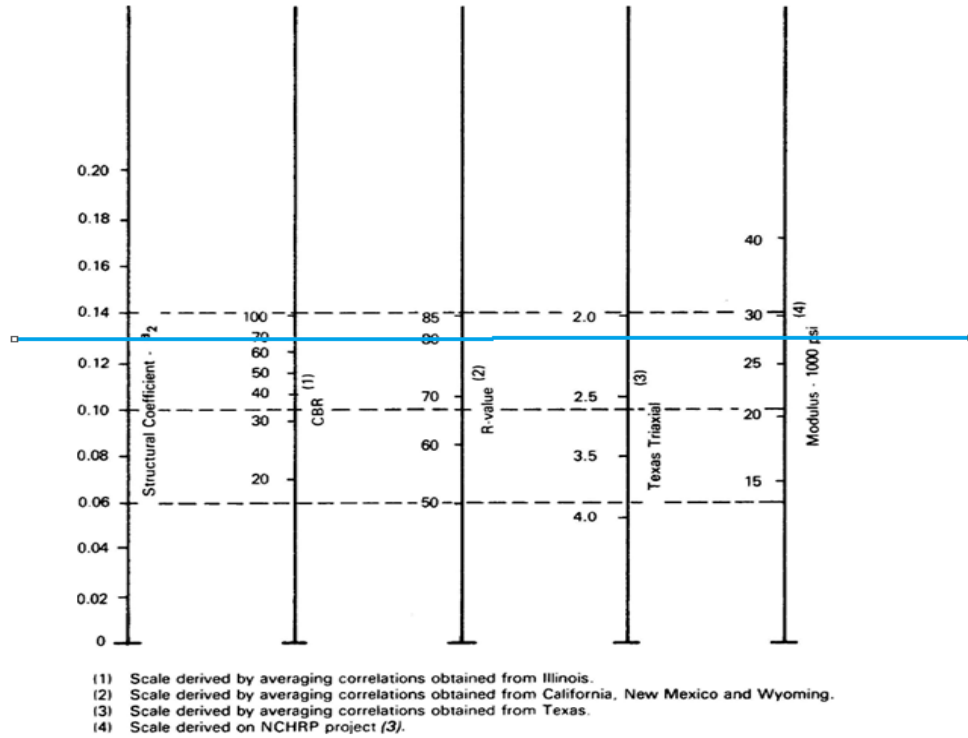 0.20
0.18
40
0.16
0.14 100 85 2.0 30 (4)
70 80
0.12 60 25
50 (1) (2) (3)
40 70 2.5
0.10 30 20
60
0.08 3.5
20 15
0.06 50
4.0
0.04
0.02
0
Structural Coefficient - a2
CBR
R-value
Texas Triaxial
Modulus - 1000 psi
(1) Scale derived by averaging correlations obtained from Illinois.
(2) Scale derived by averaging correlations obtained from California, New Mexico and Wyoming.
(3) Scale derived by averaging correlations obtained from Texas.
(4) Scale derived on NCHRP project (3).